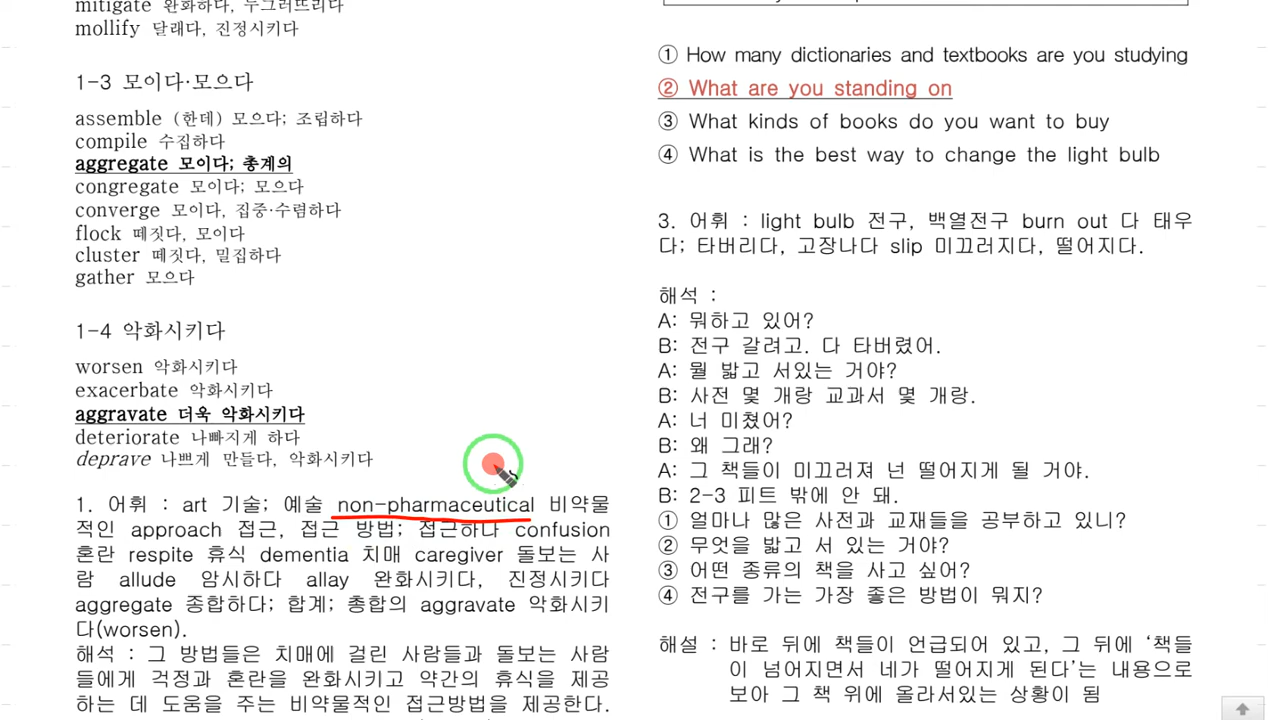 mitigate 완화하다, 누그러뜨리다
mollify 달래다, 진정시키다
1-3 모이다·모으다
assemble (한데) 모으다; 조립하다
compile 수집하다
aggregate 모이다; 총계의
congregate 모이다; 모으다
converge 모이다, 집중·수렴하다
flock 떼짓다, 모이다
cluster 떼짓다, 밀집하다
gather 모으다
1-4 악화시키다
worsen 악화시키다
exacerbate 악화시키다
aggravate 더욱 악화시키다
deteriorate 나빠지게 하다
deprave 나쁘게 만들다, 악화시키다
1. 어휘 : art 기술; 예술 non-pharmaceutical 비약물
적인 approach 접근, 접근 방법; 접근하다 confusion
혼란 respite 휴식 dementia 치매 caregiver 돌보는 사
람 allude 암시하다 allay 완화시키다, 진정시키다
aggregate 종합하다; 합계; 총합의 aggravate 악화시키
다(worsen).
해석 : 그 방법들은 치매에 걸린 사람들과 돌보는 사람
들에게 걱정과 혼란을 완화시키고 약간의 휴식을 제공
하는 데 도움을 주는 비약물적인 접근방법을 제공한다.
① How many dictionaries and textbooks are you studying
② What are you standing on
③ What kinds of books do you want to buy
④ What is the best way to change the light bulb
3. 어휘 : light bulb 전구, 백열전구 burn out 다 태우
다; 타버리다, 고장나다 slip 미끄러지다, 떨어지다.
해석 :
A: 뭐하고 있어?
B: 전구 갈려고. 다 타버렸어.
A: 뭘 밟고 서있는 거야?
B: 사전 몇 개랑 교과서 몇 개랑.
A: 너 미쳤어?
B: 왜 그래?
A: 그 책들이 미끄러져 넌 떨어지게 될 거야.
B: 2-3 피트 밖에 안 돼.
① 얼마나 많은 사전과 교재들을 공부하고 있니?
② 무엇을 밟고 서 있는 거야?
③ 어떤 종류의 책을 사고 싶어?
④ 전구를 가는 가장 좋은 방법이 뭐지?
해설 : 바로 뒤에 책들이 언급되어 있고, 그 뒤에 ‘책들
이 넘어지면서 네가 떨어지게 된다’는 내용으로
보아 그 책 위에 올라서있는 상황이 됨